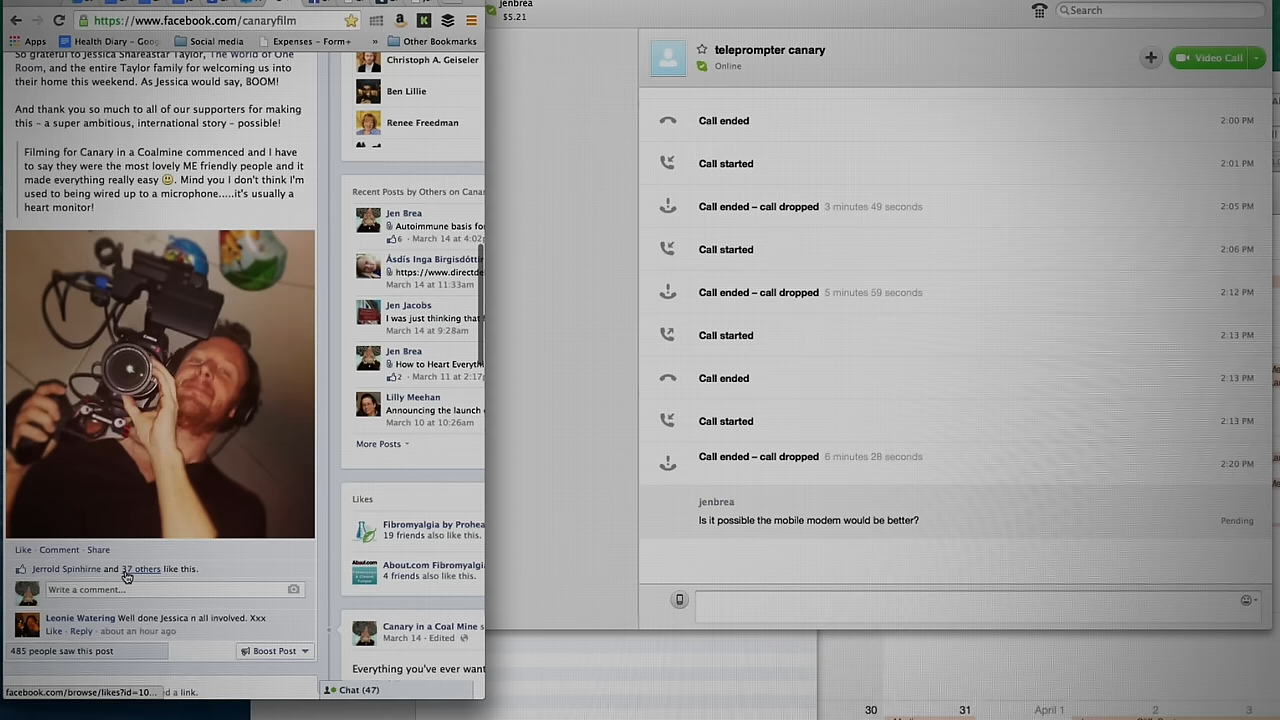 https://www.facebook.com/canaryfilm
Apps
Health Diary – Goog
Social media
Expenses – Form+
»
Other Bookmarks
So grateful to Jessica Shareastar Taylor, The World of One
Room, and the entire Taylor family for welcoming us into
their home this weekend. As Jessica would say, BOOM!
And thank you so much to all of our supporters for making
this – a super ambitious, international story – possible!
Filming for Canary in a Coalmine commenced and I have
to say they were the most lovely ME friendly people and it
made everything really easy 😃. Mind you I don't think I'm
used to being wired up to a microphone.....it's usually a
heart monitor!
Like · Comment · Share
Jerrold Spinhirne and 37 others like this.
Write a comment...
Leonie Watering Well done Jessica n all involved. Xxx
Like · Reply · about an hour ago
485 people saw this post
Boost Post
facebook.com/browse/likes?id=10...
d a link.
Christoph A. Geiseler
Ben Lillie
Renee Freedman
Recent Posts by Others on Canar
Jen Brea
Autoimmune basis fo
6 · March 14 at 4:02p
Ásdís Inga Birgisdóttir
https://www.directde
March 14 at 11:33am
Jen Jacobs
I was just thinking that
March 14 at 9:28am
Jen Brea
How to Heart Everyth
2 · March 11 at 2:17p
Lilly Meehan
Announcing the launch
March 10 at 10:26am
More Posts
Likes
Fibromyalgia by Prohea
19 friends also like this.
About.com Fibromyalgi
4 friends also like this.
Canary in a Coal Mine s
March 14 · Edited
Everything you've ever want
Chat (47)
jenbrea
$5.21
Search
teleprompter canary
Online
Video Call
Call ended 2:00 PM
Call started 2:01 PM
Call ended – call dropped 3 minutes 49 seconds 2:05 PM
Call started 2:06 PM
Call ended – call dropped 5 minutes 59 seconds 2:12 PM
Call started 2:13 PM
Call ended 2:13 PM
Call started 2:13 PM
Call ended – call dropped 6 minutes 28 seconds 2:20 PM
jenbrea
Is it possible the mobile modem would be better? Pending
30 31 April 1 2 3